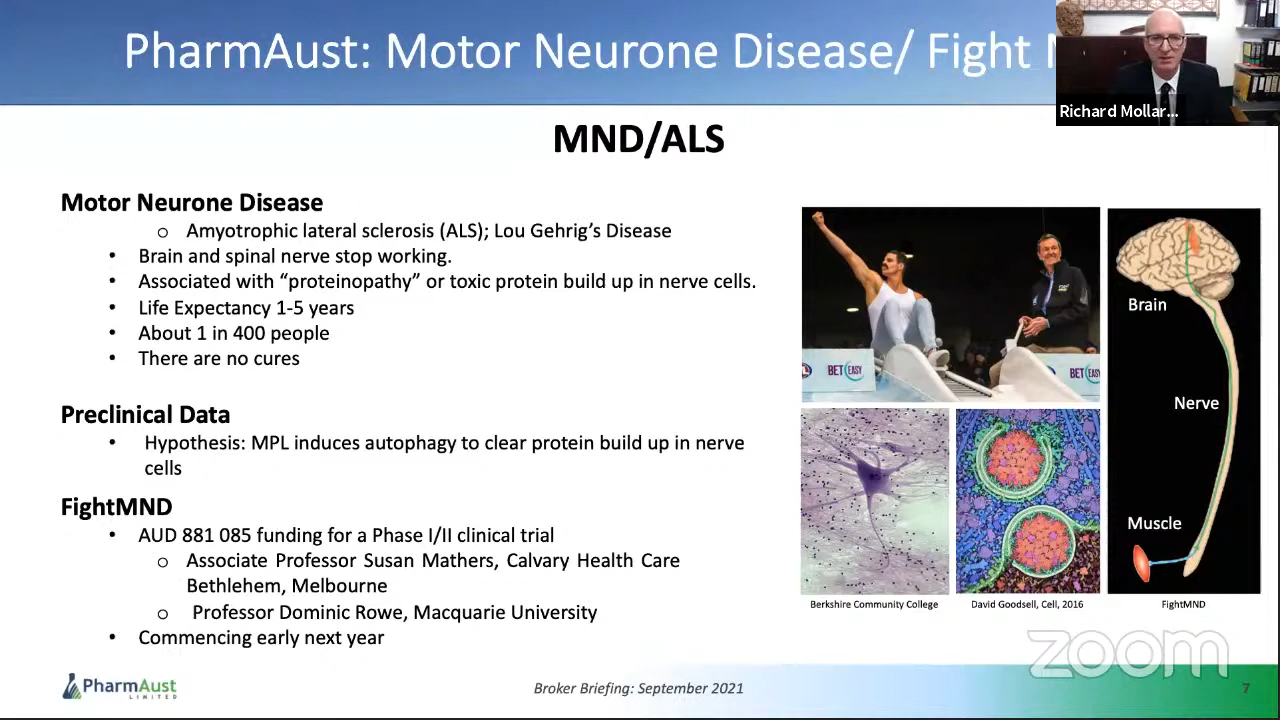 PharmAust: Motor Neurone Disease/ Fight
Richard Mollar...
MND/ALS
Motor Neurone Disease
o Amyotrophic lateral sclerosis (ALS); Lou Gehrig’s Disease
• Brain and spinal nerve stop working.
• Associated with “proteinopathy” or toxic protein build up in nerve cells.
• Life Expectancy 1-5 years
• About 1 in 400 people
• There are no cures
Preclinical Data
• Hypothesis: MPL induces autophagy to clear protein build up in nerve
cells
FightMND
• AUD 881 085 funding for a Phase I/II clinical trial
o Associate Professor Susan Mathers, Calvary Health Care
Bethlehem, Melbourne
o Professor Dominic Rowe, Macquarie University
• Commencing early next year
BETEASY
BETEASY
Brain
Nerve
Muscle
Berkshire Community College
David Goodsell, Cell, 2016
FightMND
zoom
PharmAust
LIMITED
Broker Briefing: September 2021
7